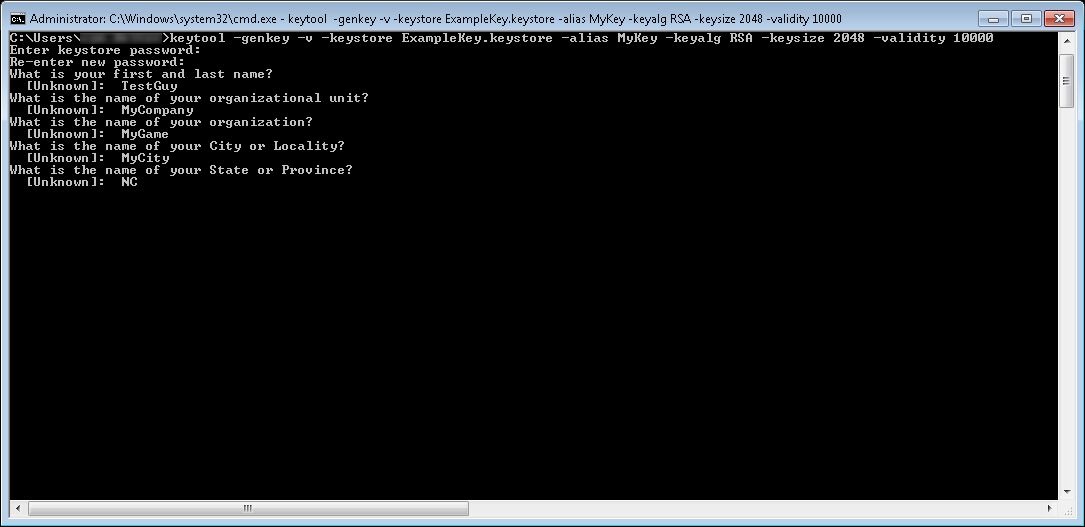 Administrator: C:\Windows\system32\cmd.exe - keytool -genkey -v -keystore ExampleKey.keystore -alias MyKey -keyalg RSA -keysize 2048 -validity 10000
C:\Users\ >keytool -genkey -v -keystore ExampleKey.keystore -alias MyKey -keyalg RSA -keysize 2048 -validity 10000
Enter keystore password:
Re-enter new password:
What is your first and last name?
[Unknown]: TestGuy
What is the name of your organizational unit?
[Unknown]: MyCompany
What is the name of your organization?
[Unknown]: MyGame
What is the name of your City or Locality?
[Unknown]: MyCity
What is the name of your State or Province?
[Unknown]: NC